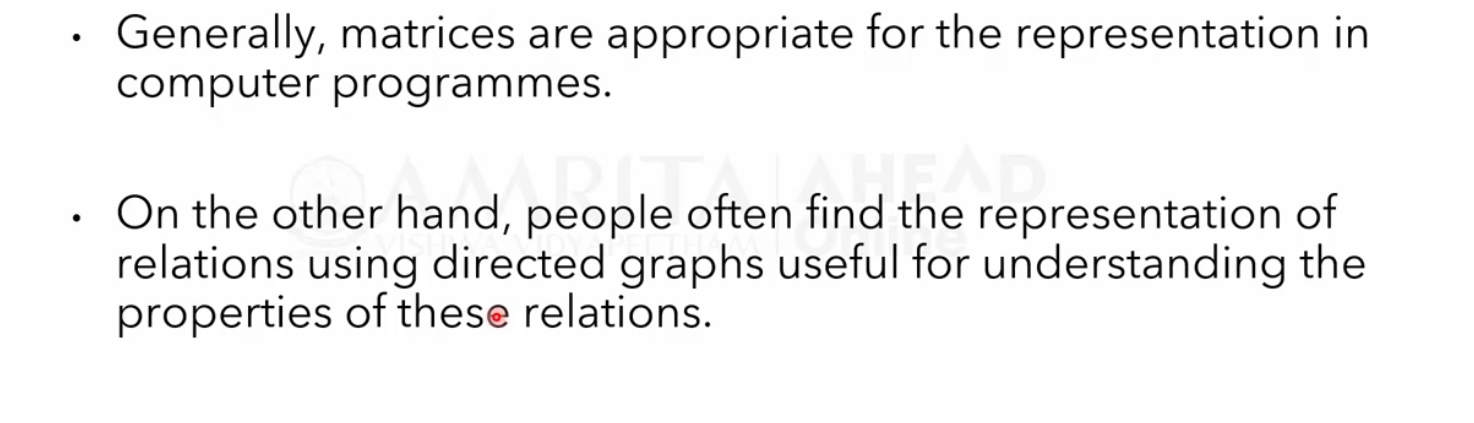 • Generally, matrices are appropriate for the representation in
computer programmes.
AMRITA AHEAD
VISHWA VIDYAPEETHAM Online
• On the other hand, people often find the representation of
relations using directed graphs useful for understanding the
properties of these relations.